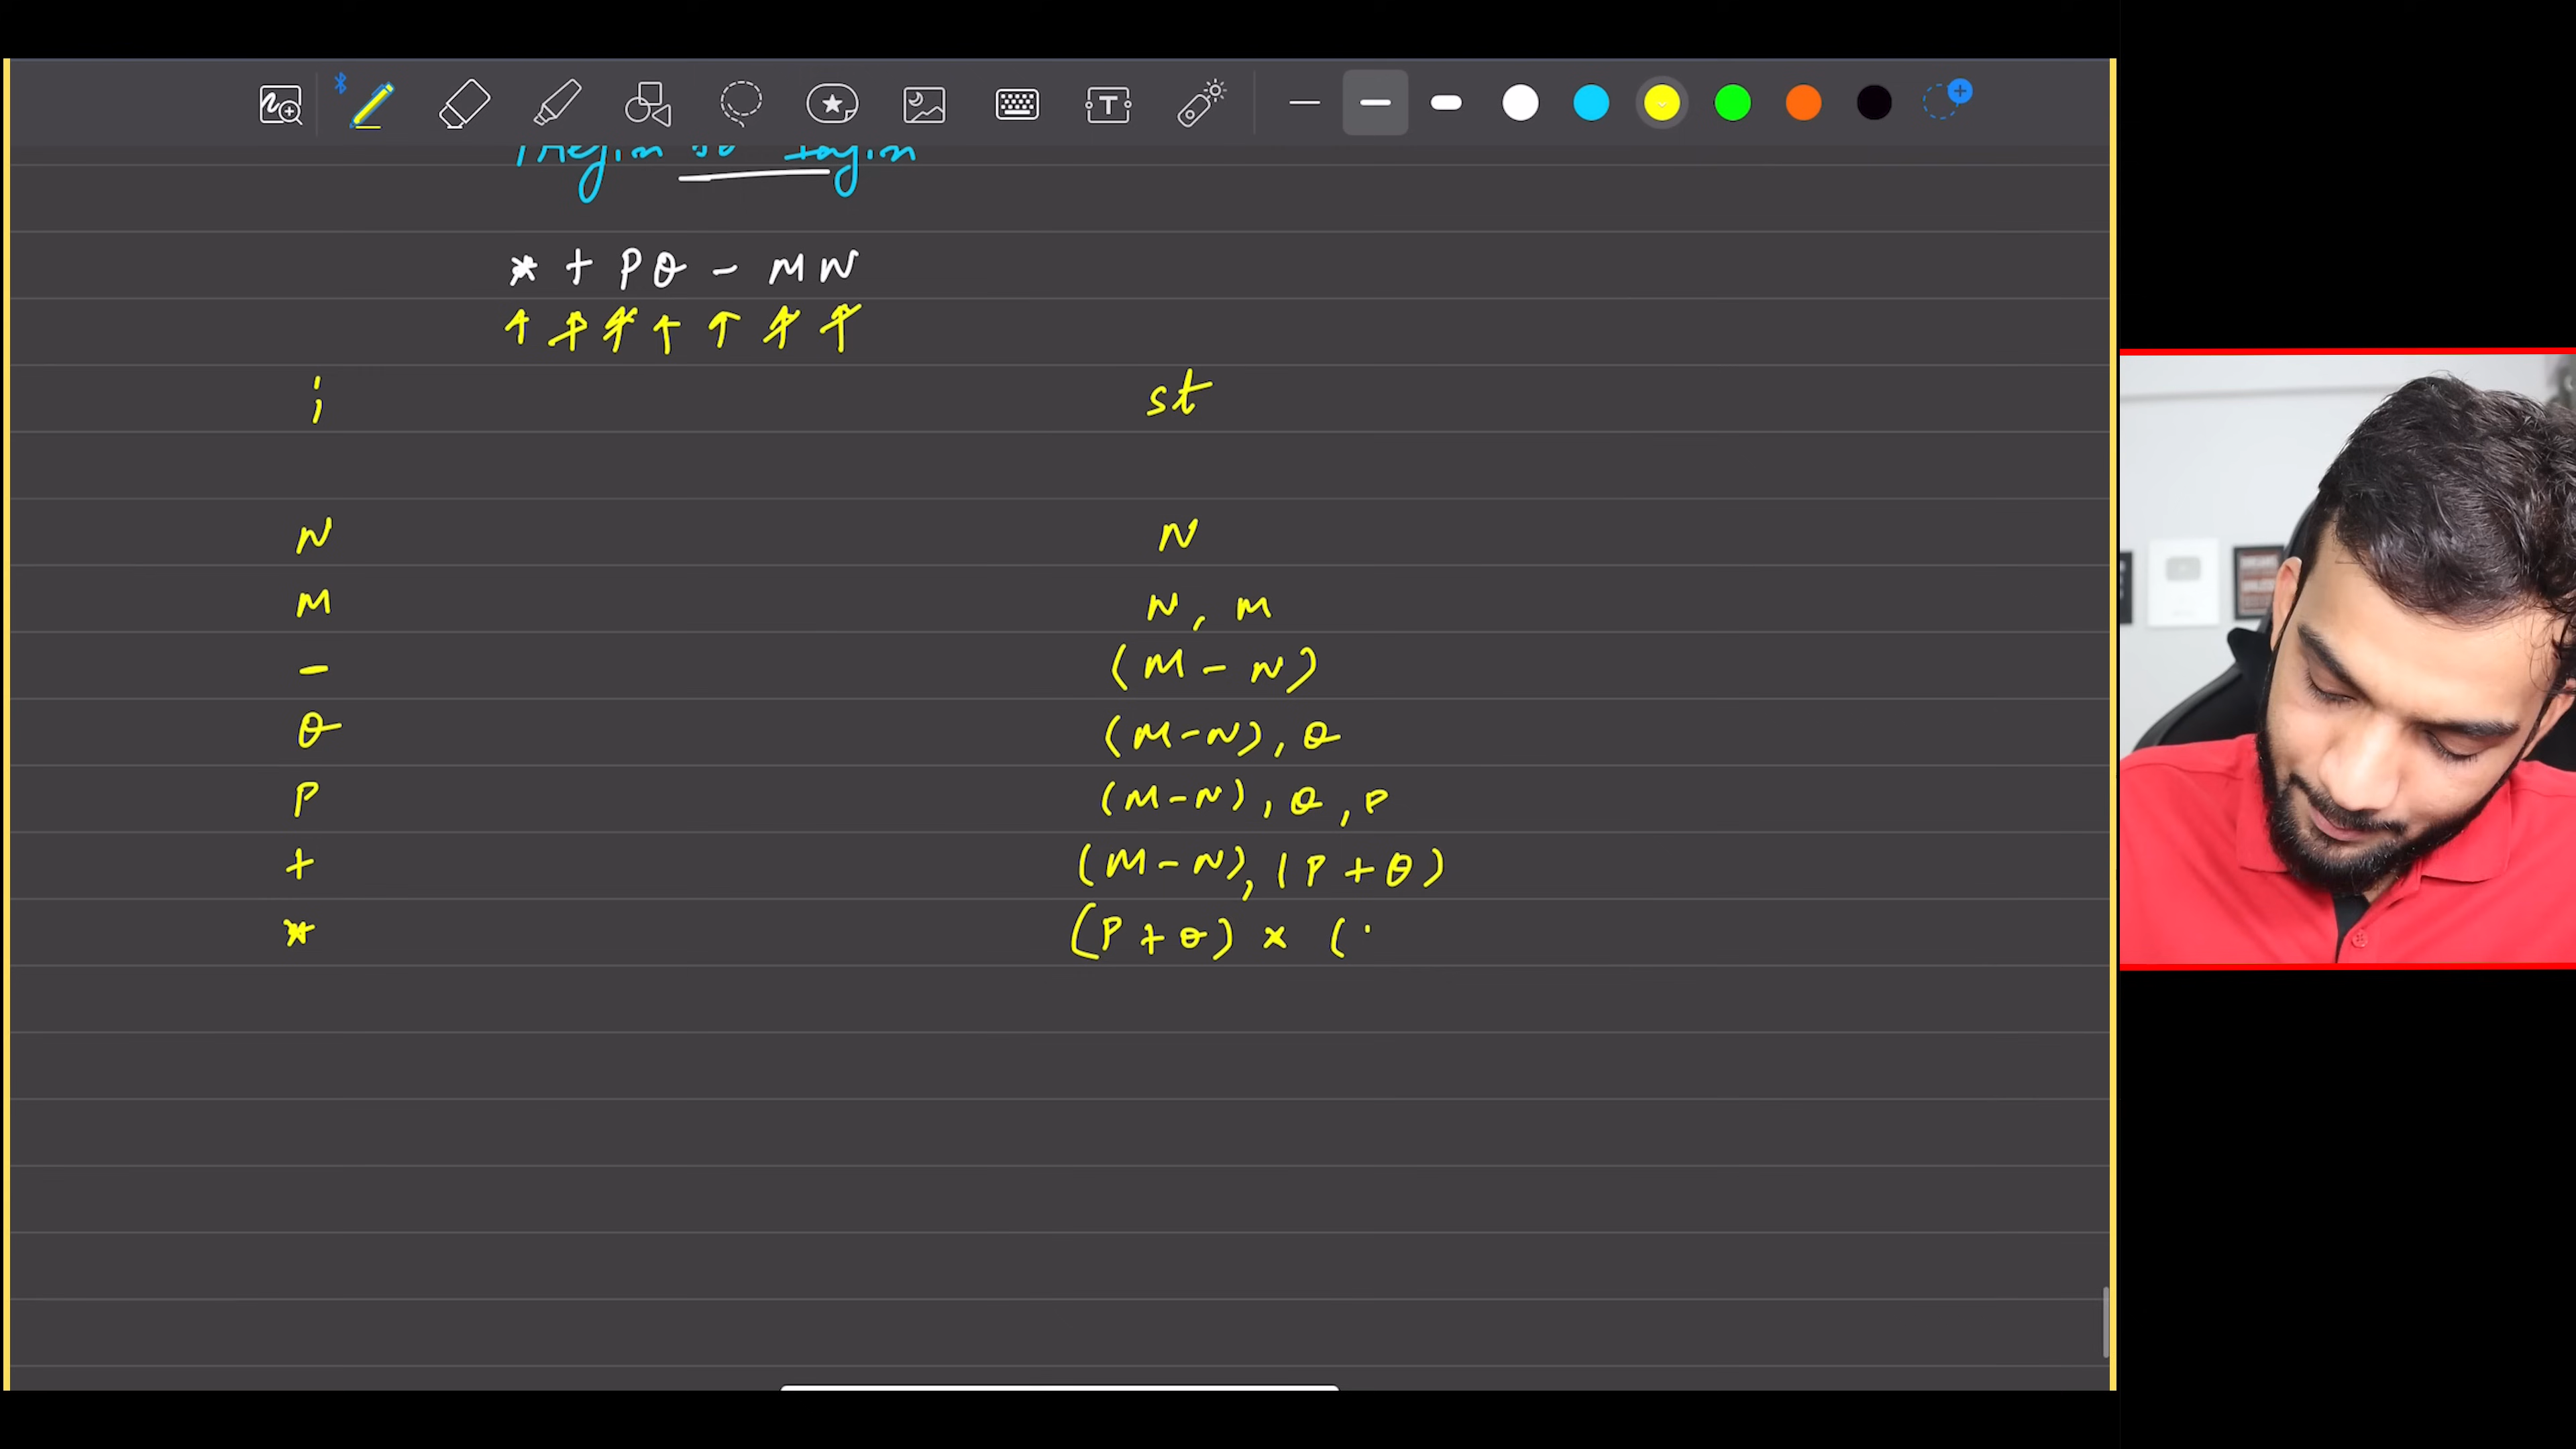 * + P Q - M N
i st
N N
M N, M
- (M - N)
Q (M-N), Q
P (M-N), Q, P
+ (M-N), (P + Q)
* (P + Q) * (